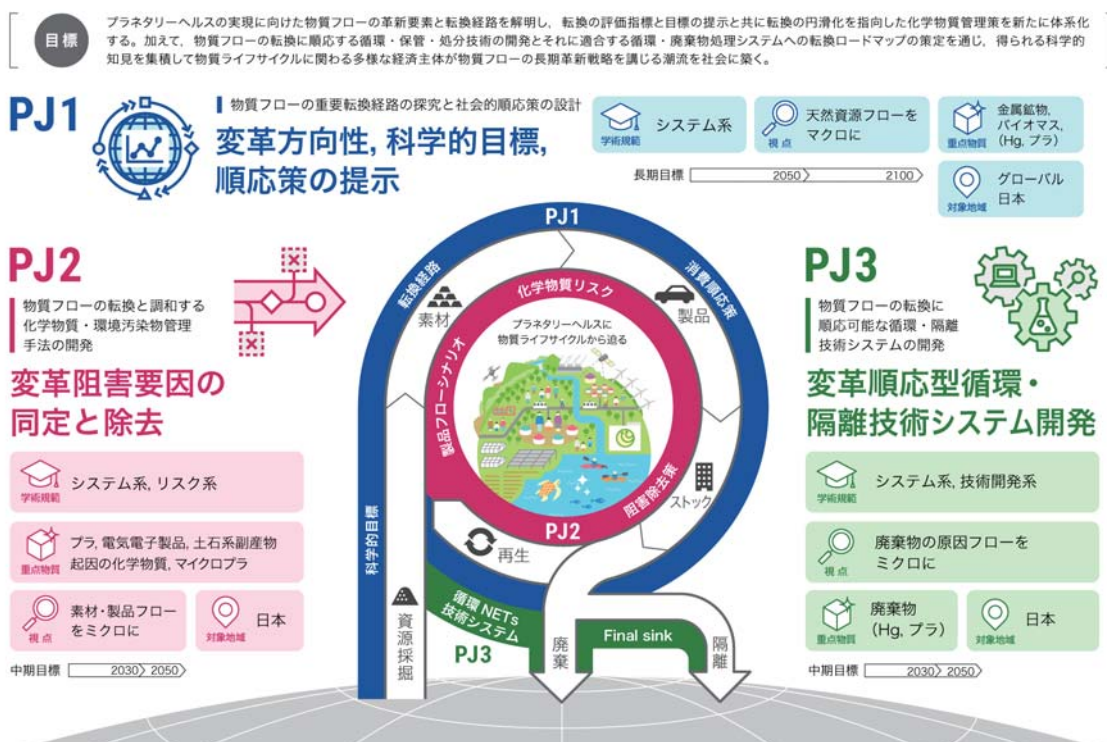 目標
プラネタリーヘルスの実現に向けた物質フローの革新要素と転換経路を解明し，転換の評価指標と目標の提示と共に転換の円滑化を指向した化学物質管理策を新たに体系化
する。加えて，物質フローの転換に順応する循環・保管・処分技術の開発とそれに適合する循環・廃棄物処理システムへの転換ロードマップの策定を通じ，得られる科学的
知見を集積して物質ライフサイクルに関わる多様な経済主体が物質フローの長期革新戦略を講じる潮流を社会に築く。
PJ1
物質フローの重要転換経路の探究と社会的順応策の設計
変革方向性, 科学的目標,
順応策の提示
学術規範
システム系
視点
天然資源フローを
マクロに
重点物質
金属鉱物,
バイオマス,
(Hg, プラ)
長期目標
2050
2100
対象地域
グローバル
日本
PJ2
物質フローの転換と調和する
化学物質・環境汚染物管理
手法の開発
変革阻害要因の
同定と除去
学術規範
システム系, リスク系
重点物質
プラ, 電気電子製品, 土石系副産物
起因の化学物質, マイクロプラ
視点
素材・製品フロー
をミクロに
対象地域
日本
中期目標
2030
2050
PJ1
転換経路
消費順応策
科学的目標
素材
製品
ストック
再生
化学物質リスク
製品フローシナリオ
阻害除去策
PJ2
プラネタリーヘルスに
物質ライフサイクルから迫る
資源採掘
循環 NETs
技術システム
PJ3
廃棄
Final sink
隔離
PJ3
物質フローの転換に
順応可能な循環・隔離
技術システムの開発
変革順応型循環・
隔離技術システム開発
学術規範
システム系, 技術開発系
視点
廃棄物の原因フローを
ミクロに
重点物質
廃棄物
(Hg, プラ)
対象地域
日本
中期目標
2030
2050